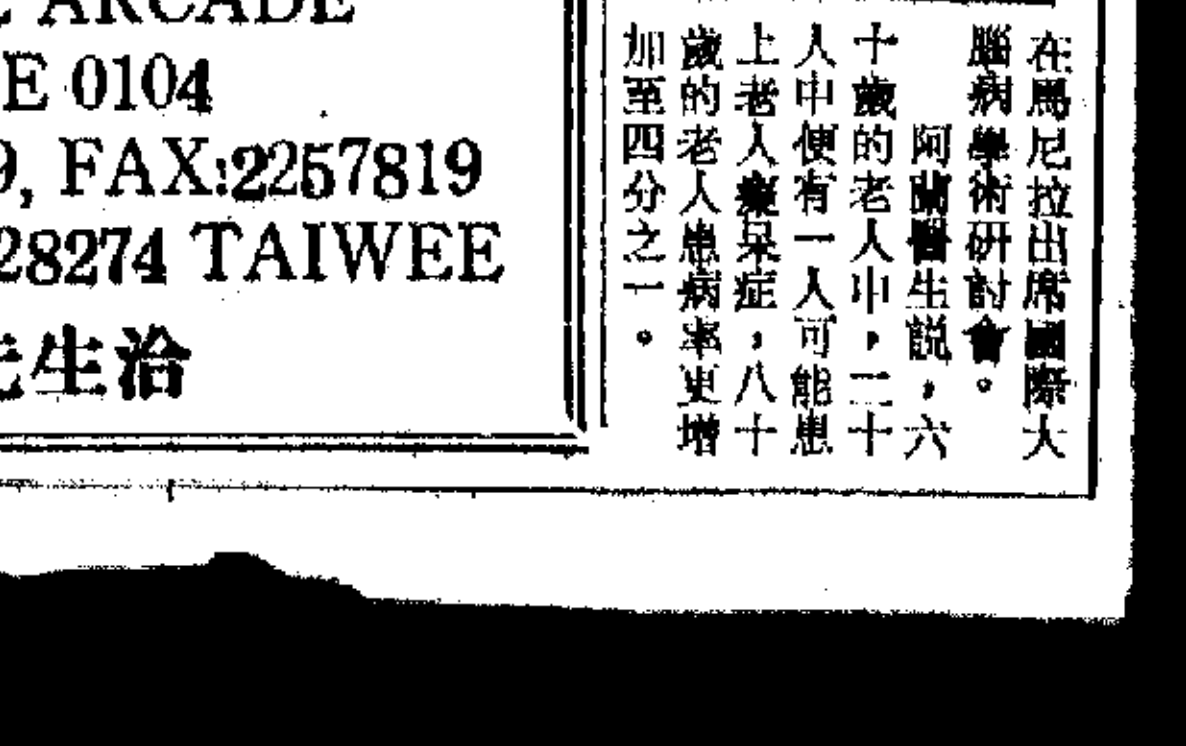 ARCADE
E 0104
9, FAX:2257819
28274 TAIWEE
先生洽
在馬尼拉出席國際大
腦病學術研討會。
阿蘭醫生説，六
十歲的老人中，二十
人中便有一人可能患
上老人癡呆症，八十
歲的老人患病率更增
加至四分之一。